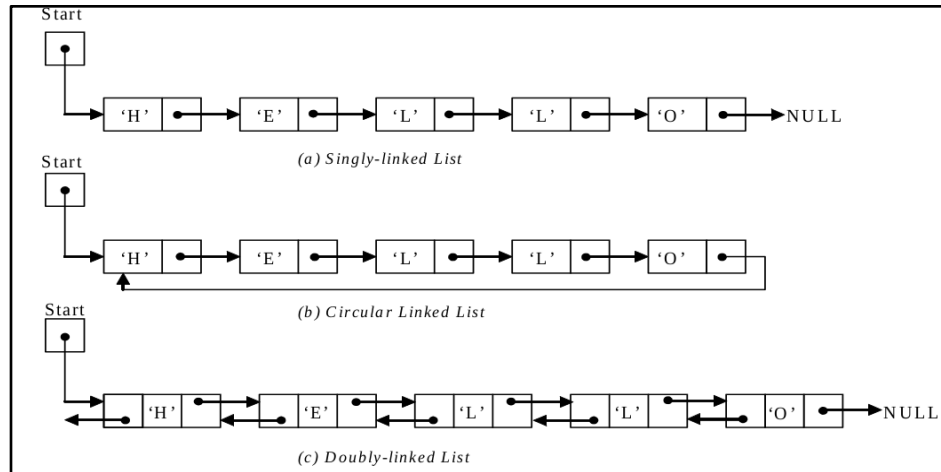 Start
‘H’ ‘E’ ‘L’ ‘L’ ‘O’ NULL
(a) Singly-linked List
Start
‘H’ ‘E’ ‘L’ ‘L’ ‘O’
(b) Circular Linked List
Start
‘H’ ‘E’ ‘L’ ‘L’ ‘O’ NULL
(c) Doubly-linked List